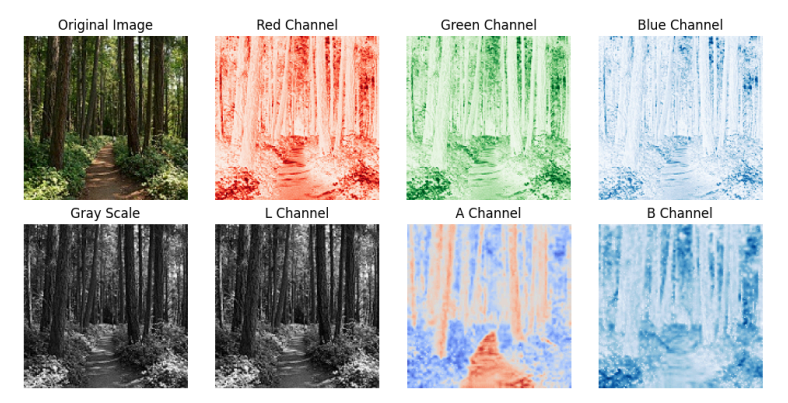 Original Image
Red Channel
Green Channel
Blue Channel
Gray Scale
L Channel
A Channel
B Channel